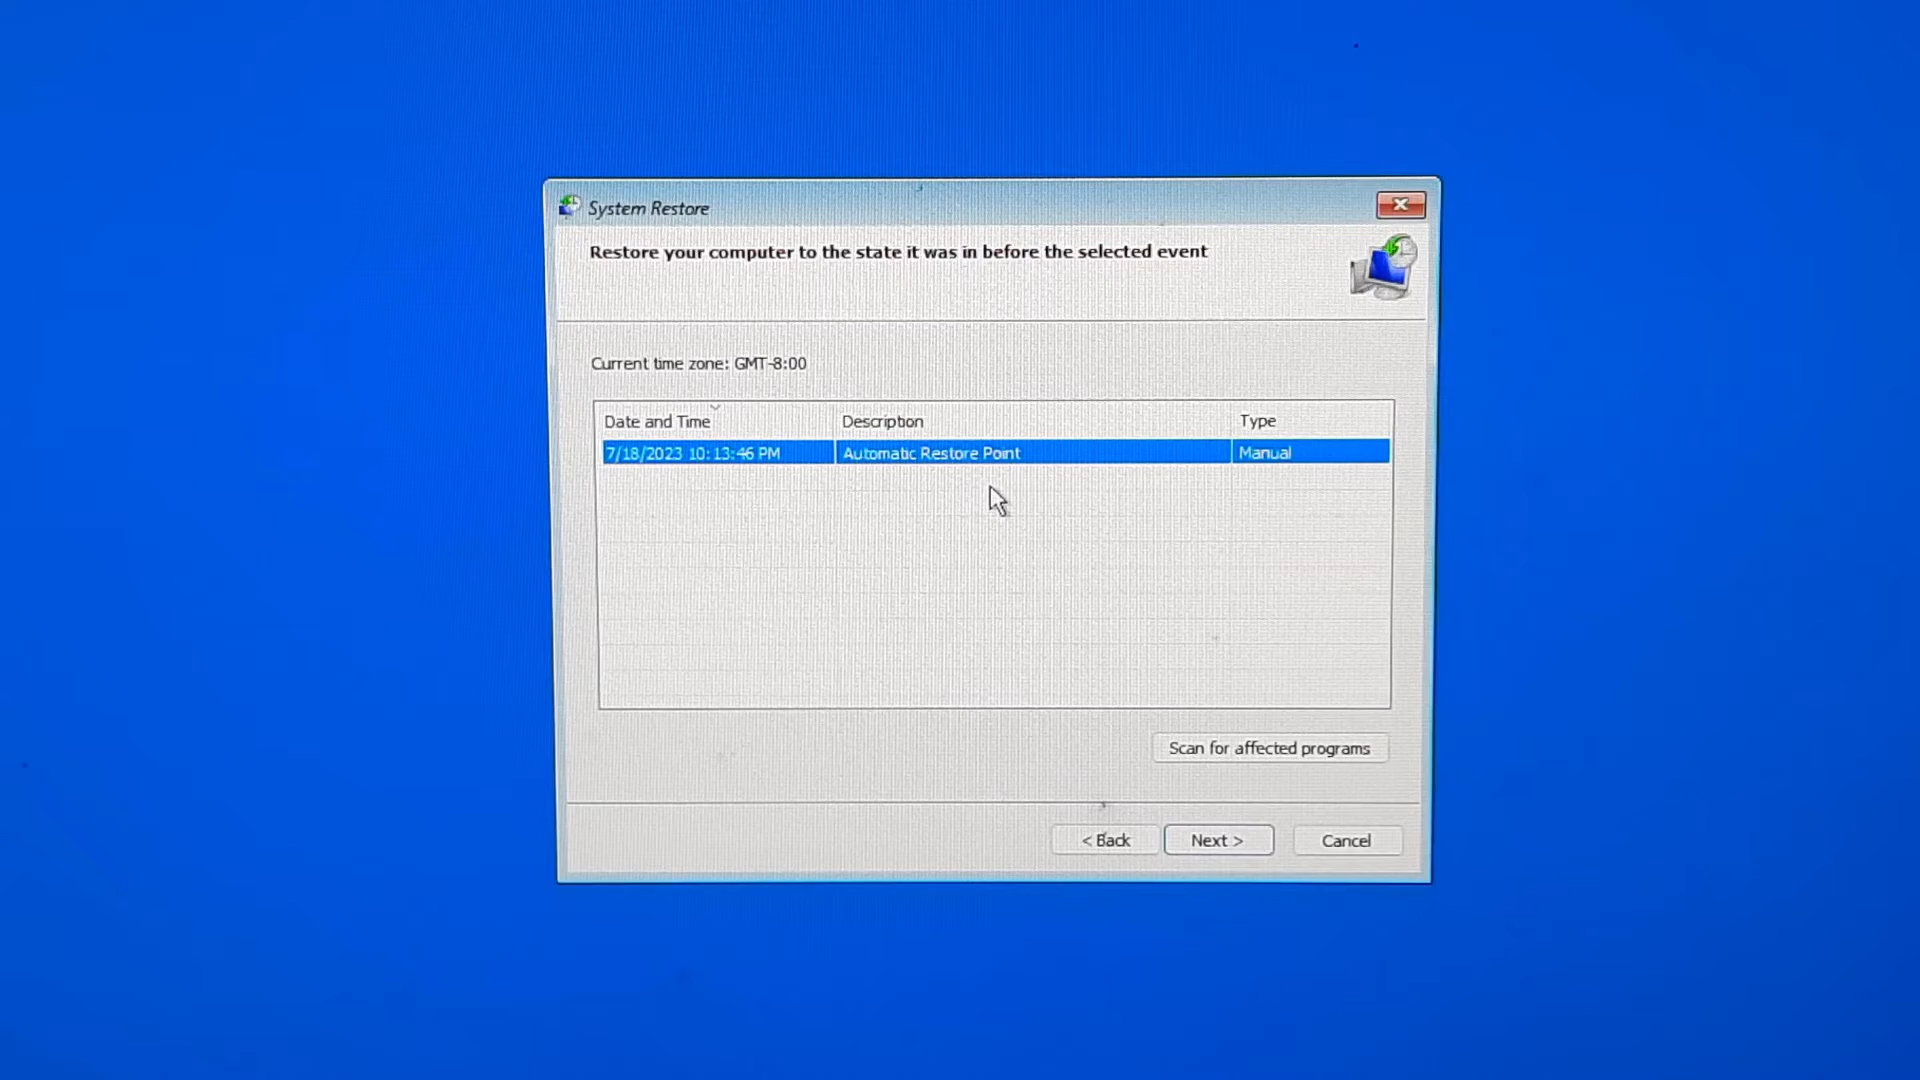 System Restore
Restore your computer to the state it was in before the selected event
Current time zone: GMT-8:00
Date and Time Description Type
7/18/2023 10:13:46 PM Automatic Restore Point Manual
Scan for affected programs
< Back Next > Cancel